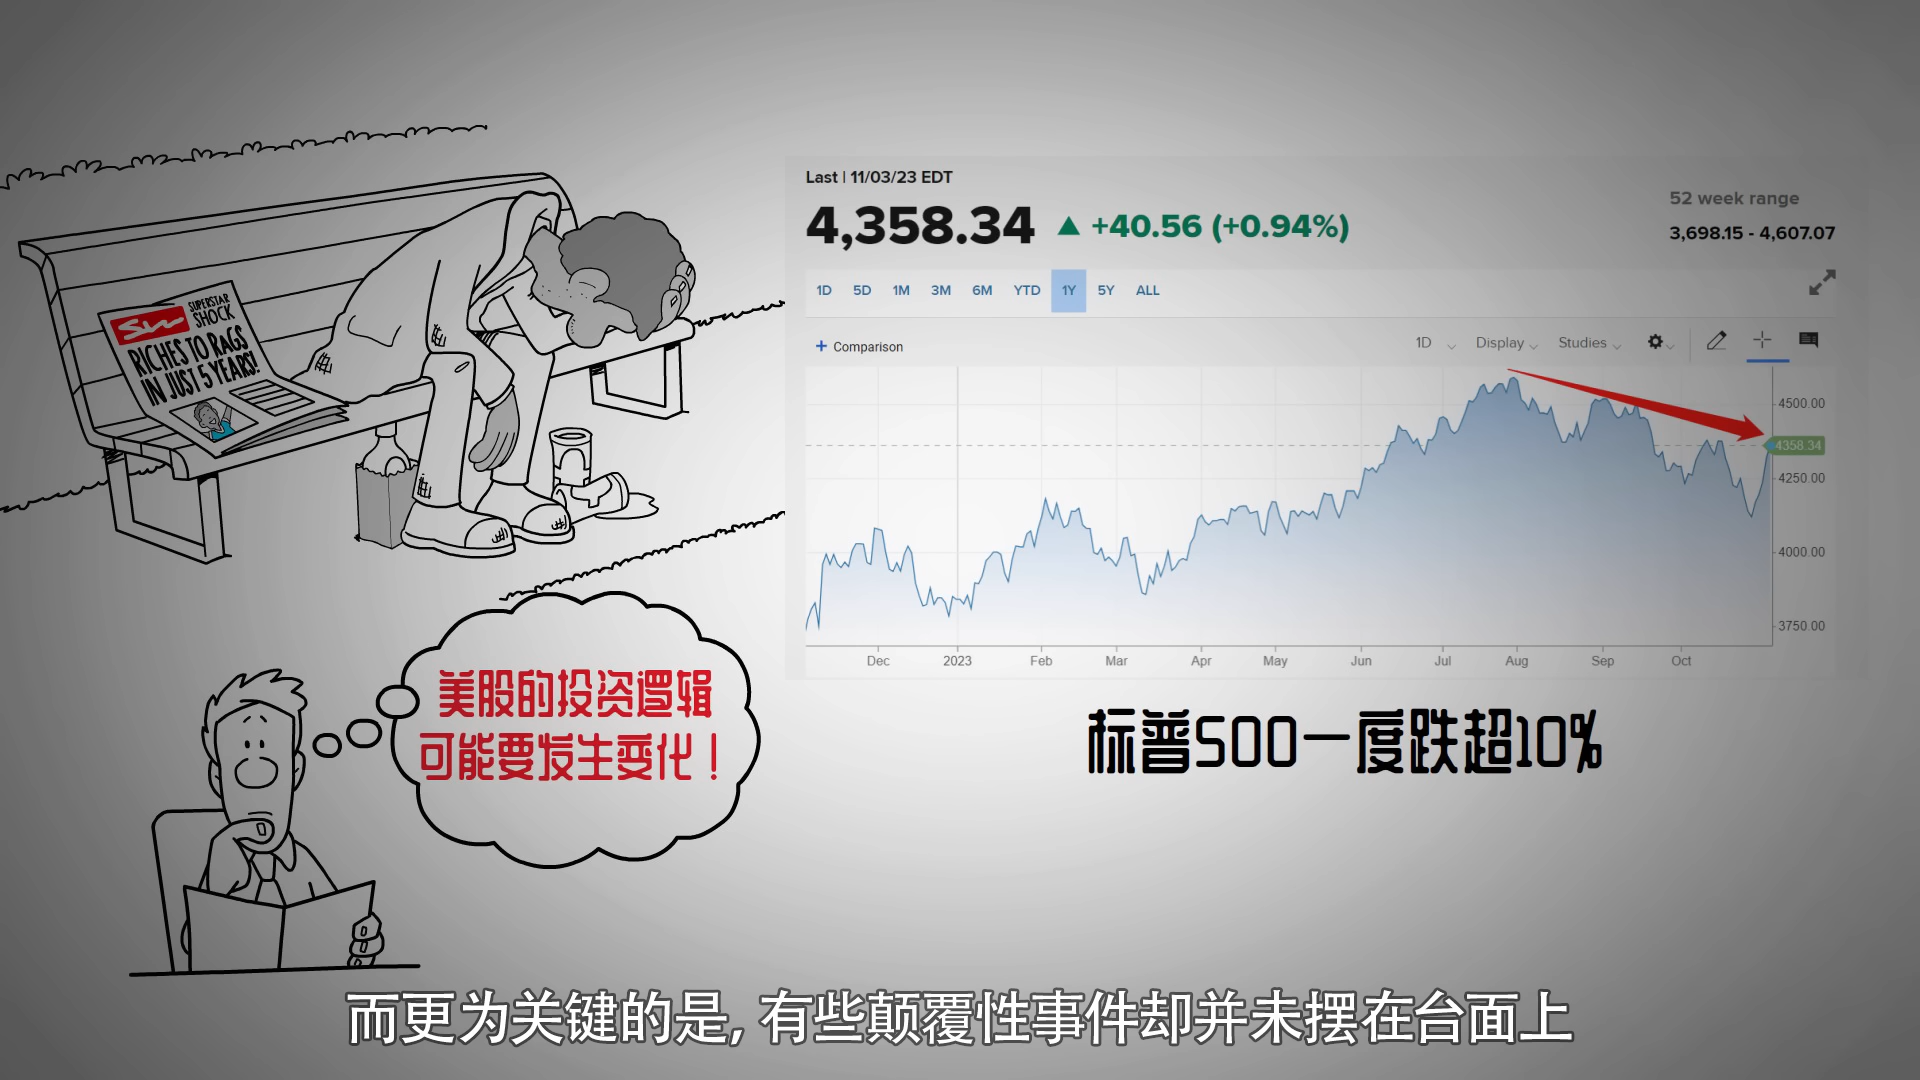 SUPERSTAR
SHOCK
RICHES TO RAGS
IN JUST 5 YEARS!
Last | 11/03/23 EDT
4,358.34 ▲ +40.56 (+0.94%)
52 week range
3,698.15 - 4,607.07
1D 5D 1M 3M 6M YTD 1Y 5Y ALL
+ Comparison
1D Display Studies
4500.00
4358.34
4250.00
4000.00
3750.00
Dec 2023 Feb Mar Apr May Jun Jul Aug Sep Oct
美股的投资逻辑
可能要发生变化！
标普500一度跌超10%
而更为关键的是, 有些颠覆性事件却并未摆在台面上